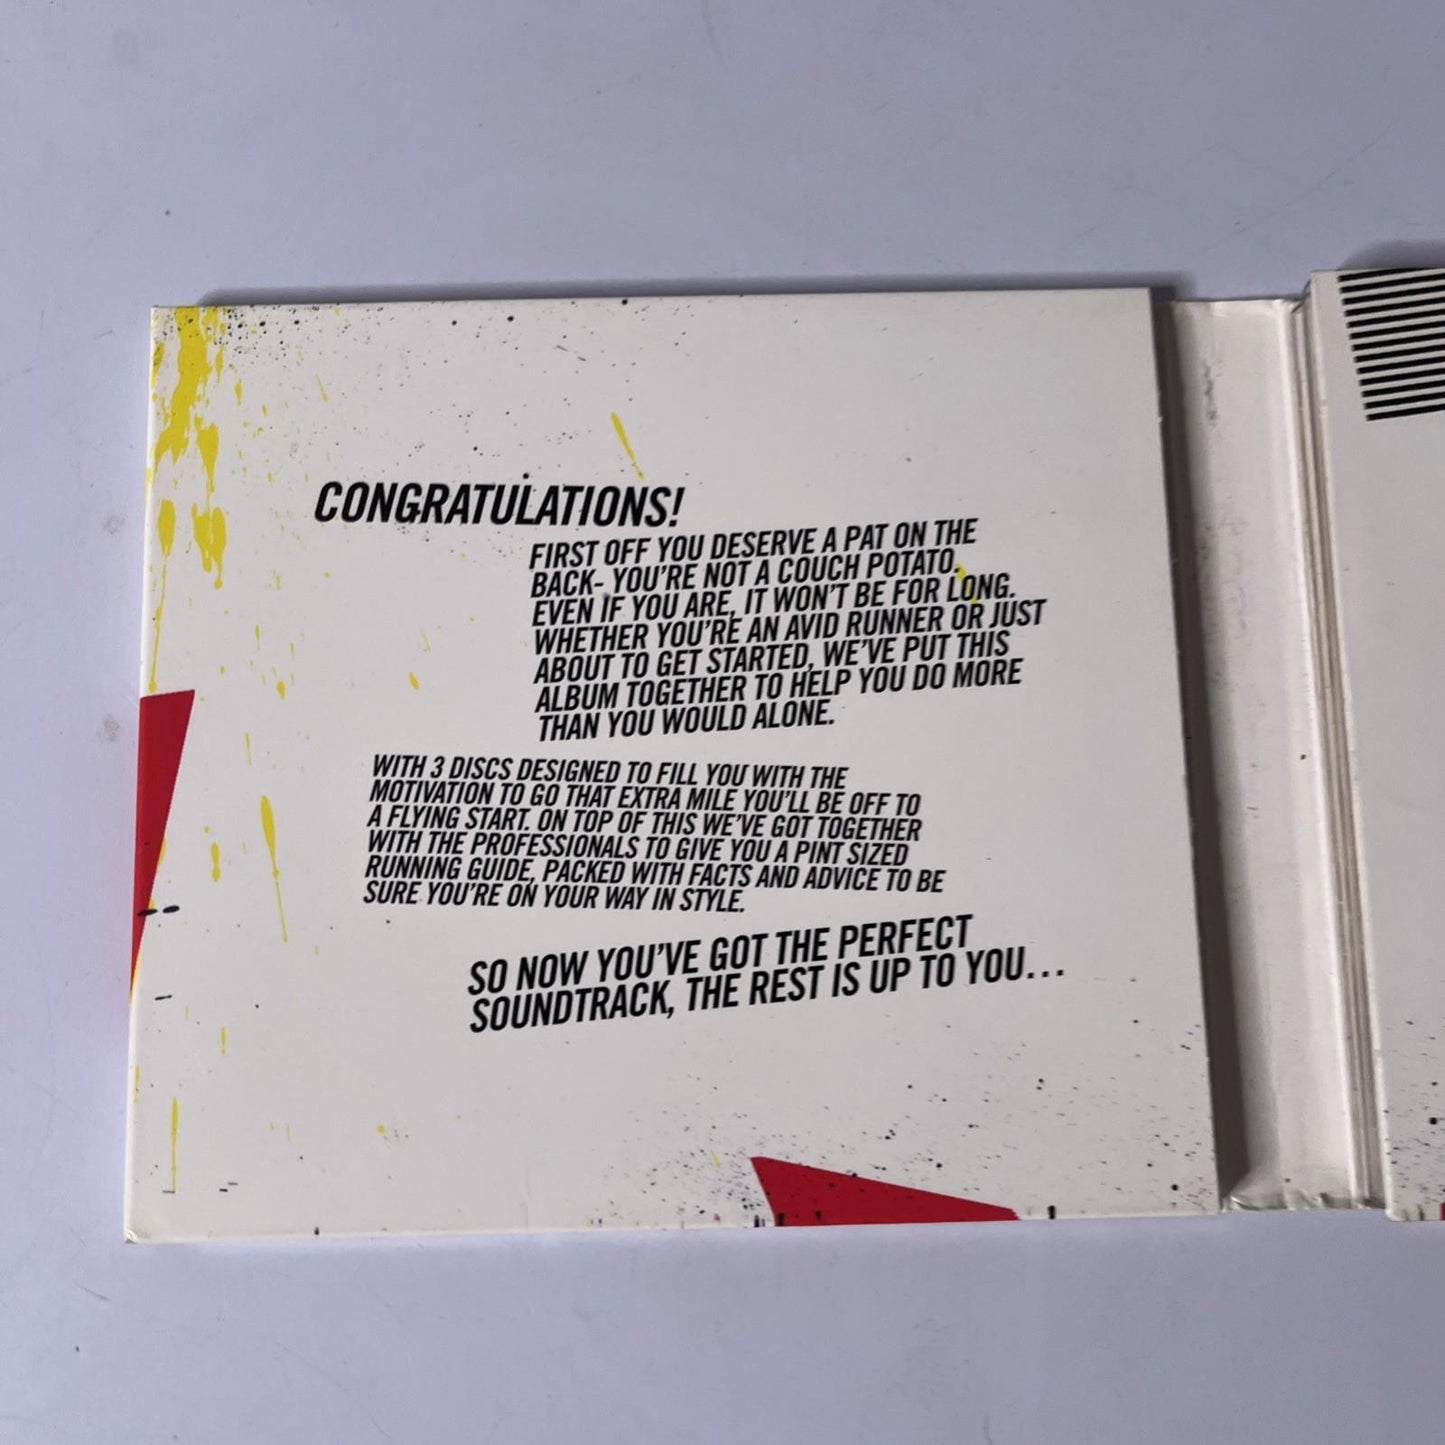 CONGRATULATIONS!
FIRST OFF YOU DESERVE A PAT ON THE
BACK- YOU'RE NOT A COUCH POTATO.
EVEN IF YOU ARE, IT WON'T BE FOR LONG.
WHETHER YOU'RE AN AVID RUNNER OR JUST
ABOUT TO GET STARTED, WE'VE PUT THIS
ALBUM TOGETHER TO HELP YOU DO MORE
THAN YOU WOULD ALONE.
WITH 3 DISCS DESIGNED TO FILL YOU WITH THE
MOTIVATION TO GO THAT EXTRA MILE YOU'LL BE OFF TO
A FLYING START. ON TOP OF THIS WE'VE GOT TOGETHER
WITH THE PROFESSIONALS TO GIVE YOU A PINT SIZED
RUNNING GUIDE, PACKED WITH FACTS AND ADVICE TO BE
SURE YOU'RE ON YOUR WAY IN STYLE.
SO NOW YOU'VE GOT THE PERFECT
SOUNDTRACK, THE REST IS UP TO YOU...